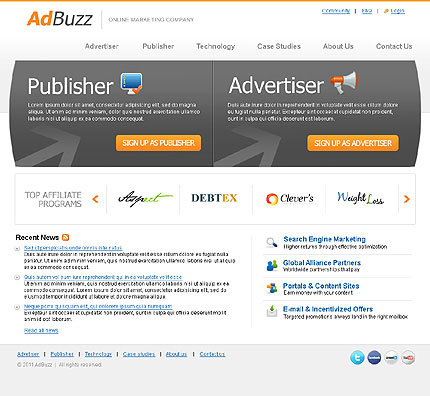 AdBuzz
ONLINE MARKETING COMPANY
Community | FAQ Login
Advertiser Publisher Technology Case Studies About Us Contact Us
Publisher
Lorem ipsum dolor sit amet, consectetur adipisicing elit, sed do magna
aliqua. Ut enim ad minim veniam, quis nostrud exercitation ullamco
laboris nisi ut aliquip ex ea commodo consequat.
SIGN UP AS PUBLISHER
Advertiser
Duis aute irure dolor in reprehenderit in voluptate velit esse cillum dolore
eu fugiat nulla pariatur. Excepteur sint occaecat cupidatat non proident,
sunt in culpa qui officia deserunt mollit anim id est laborum.
SIGN UP AS ADVERTISER
TOP AFFILIATE
PROGRAMS
Aspect
DEBTEX
Clever's
Weight Loss
Recent News
Sed ut perspiciatis unde omnis iste natus
Duis aute irure dolor in reprehenderit in voluptate velit esse cillum dolore eu fugiat nulla
pariatur. Ut enim ad minim veniam, quis nostrud exercitation ullamco laboris nisi ut aliquip
ex ea commodo consequat.
Quis autem vel eum iure reprehenderit qui in ea voluptate velit esse
Ut enim ad minim veniam, quis nostrud exercitation ullamco laboris nisi ut aliquip ex ea
commodo consequat. Lorem ipsum dolor sit amet, consectetur adipisicing elit, sed do
eiusmod tempor incididunt ut labore et dolore magna aliqua.
Neque porro quisquam est, qui dolorem ipsum quia
Excepteur sint occaecat cupidatat non proident, sunt in culpa qui officia deserunt mollit
anim id est laborum.
Read all news
Search Engine Marketing
Higher returns through effective optimization
Global Alliance Partners
Worldwide partnerships that pay
Portals & Content Sites
Earn money with your content
E-mail & Incentivized Offers
Targeted promotions always land in the right mailbox
Advertiser | Publisher | Technology | Case studies | About us | Contact us
© 2011 AdBuzz | All rights reserved.